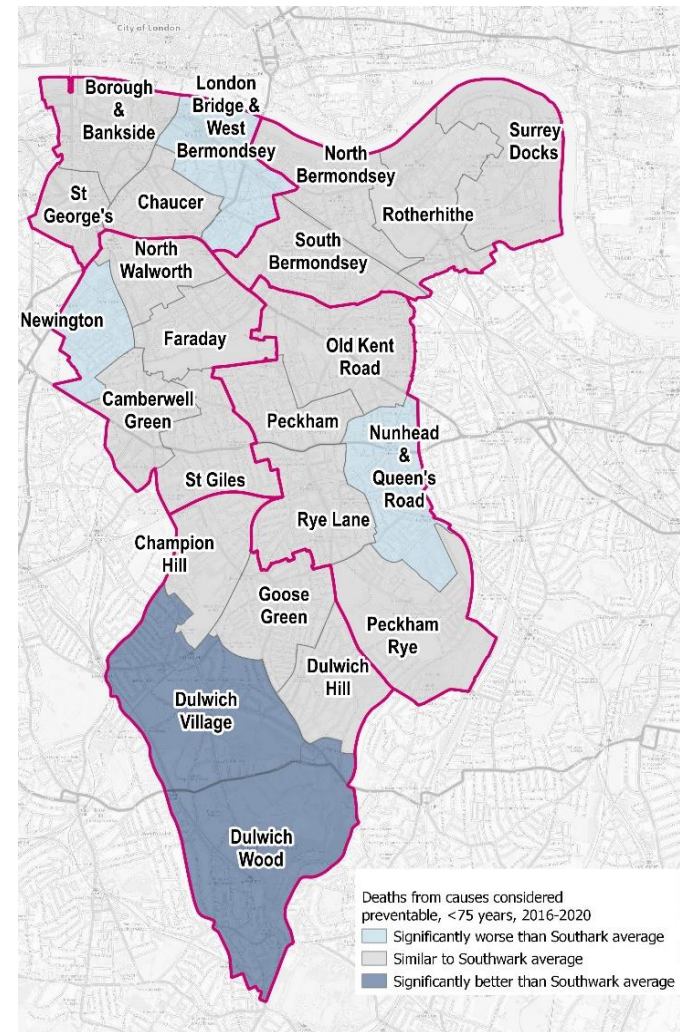 City of London
Borough
&
Bankside
London
Bridge &
West
Bermondsey
North
Bermondsey
Surrey
Docks
St
George's
Chaucer
Rotherhithe
South
Bermondsey
North
Walworth
Newington
Faraday
Old Kent
Road
Camberwell
Green
Peckham
Nunhead
&
Queen's
Road
St Giles
Rye Lane
Champion
Hill
Goose
Green
Peckham
Rye
Dulwich
Hill
Dulwich
Village
Dulwich
Wood
Deaths from causes considered
preventable, <75 years, 2016-2020
Significantly worse than Southark average
Similar to Southwark average
Significantly better than Southwark average